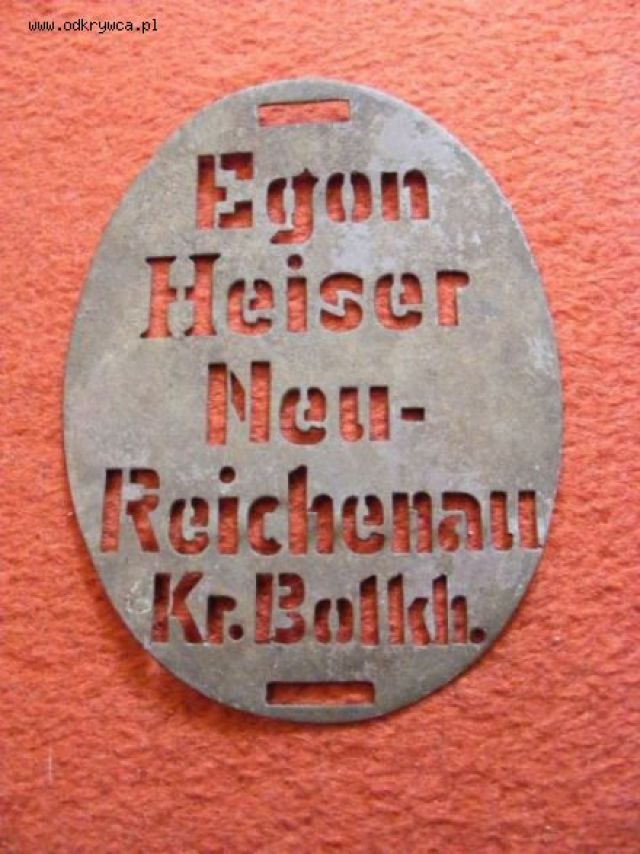 www.odkrywca.pl
Egon
Heiser
Neu-
Reichenau
Kr. Bolkh.